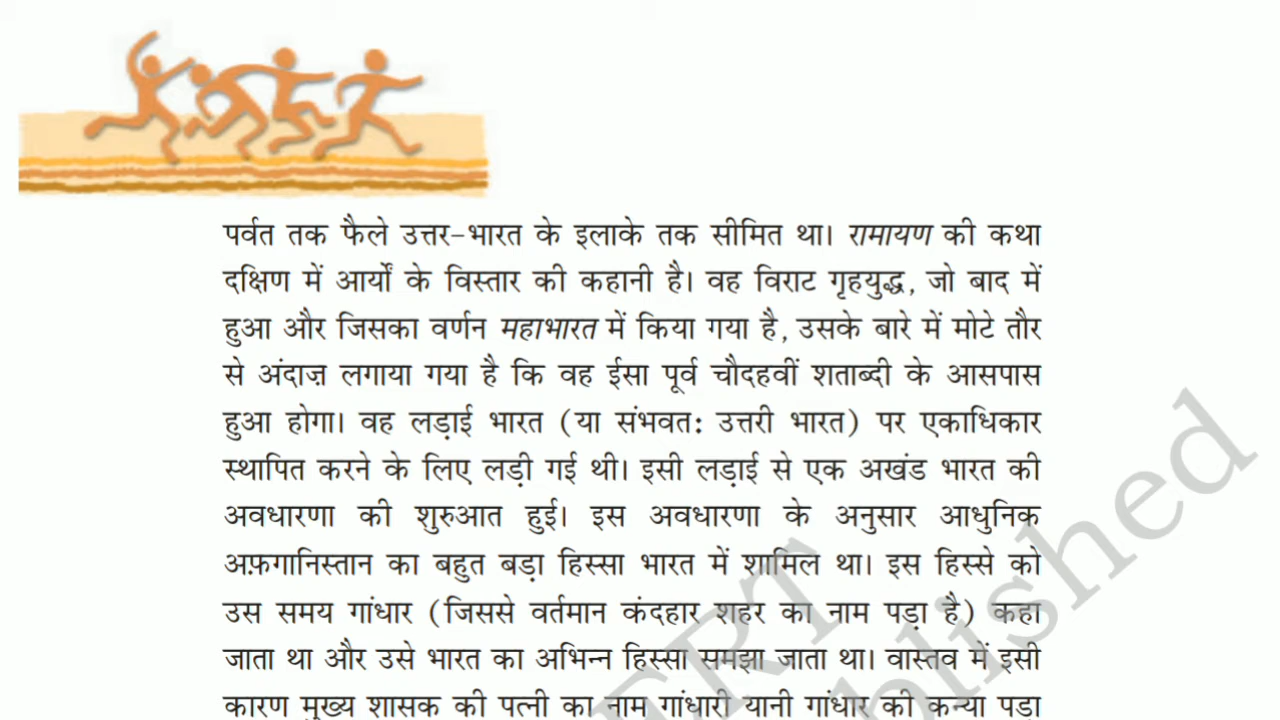 पर्वत तक फैले उत्तर-भारत के इलाके तक सीमित था। रामायण की कथा
दक्षिण में आर्यों के विस्तार की कहानी है। वह विराट गृहयुद्ध, जो बाद में
हुआ और जिसका वर्णन महाभारत में किया गया है, उसके बारे में मोटे तौर
से अंदाज़ लगाया गया है कि वह ईसा पूर्व चौदहवीं शताब्दी के आसपास
हुआ होगा। वह लड़ाई भारत (या संभवत: उत्तरी भारत) पर एकाधिकार
स्थापित करने के लिए लड़ी गई थी। इसी लड़ाई से एक अखंड भारत की
अवधारणा की शुरुआत हुई। इस अवधारणा के अनुसार आधुनिक
अफ़गानिस्तान का बहुत बड़ा हिस्सा भारत में शामिल था। इस हिस्से को
उस समय गांधार (जिससे वर्तमान कंदहार शहर का नाम पड़ा है) कहा
जाता था और उसे भारत का अभिन्न हिस्सा समझा जाता था। वास्तव में इसी
कारण मुख्य शासक की पत्नी का नाम गांधारी यानी गांधार की कन्या पड़ा